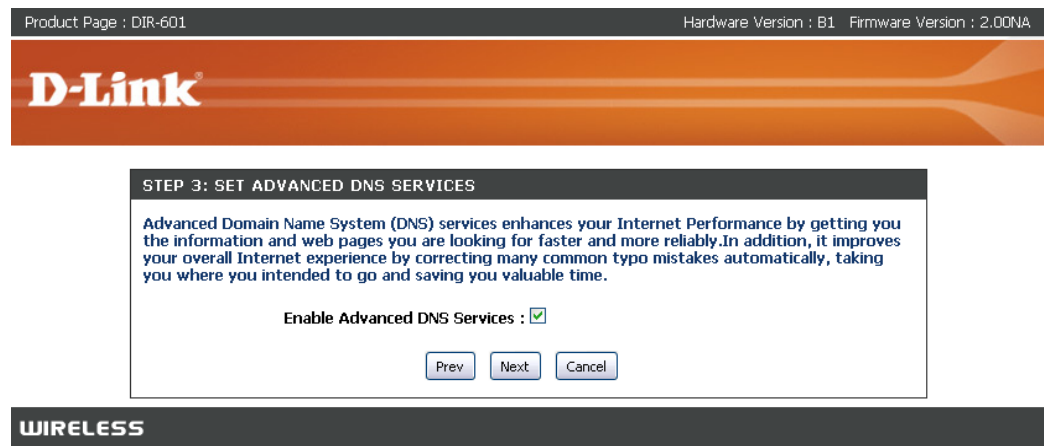 Product Page : DIR-601
Hardware Version : B1 Firmware Version : 2.00NA
D-Link®
STEP 3: SET ADVANCED DNS SERVICES
Advanced Domain Name System (DNS) services enhances your Internet Performance by getting you
the information and web pages you are looking for faster and more reliably.In addition, it improves
your overall Internet experience by correcting many common typo mistakes automatically, taking
you where you intended to go and saving you valuable time.
Enable Advanced DNS Services :
Prev Next Cancel
WIRELESS